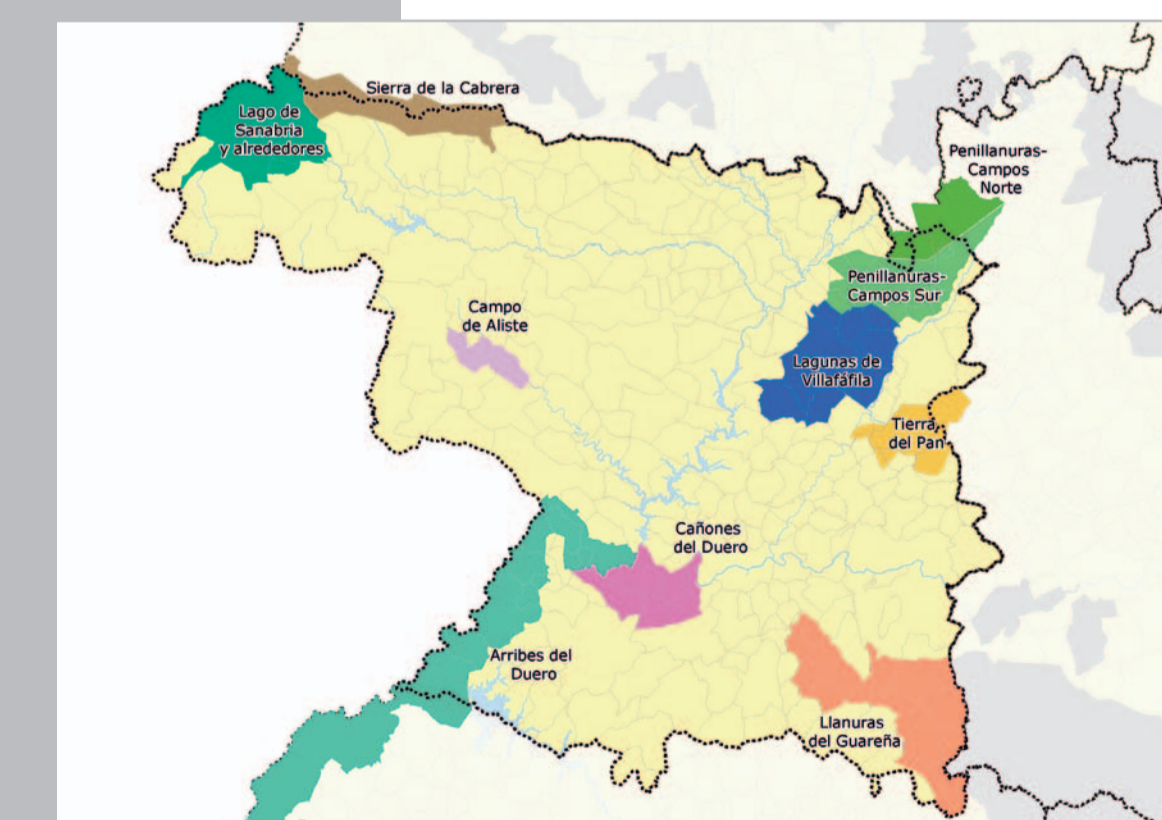 Sierra de la Cabrera
Lago de
Sanabria
y alrededores
Penillanuras-
Campos
Norte
Penillanuras-
Campos Sur
Campo
de Aliste
Lagunas de
Villafáfila
Tierra
del Pan
Cañones
del Duero
Arribes del
Duero
Llanuras
del Guareña